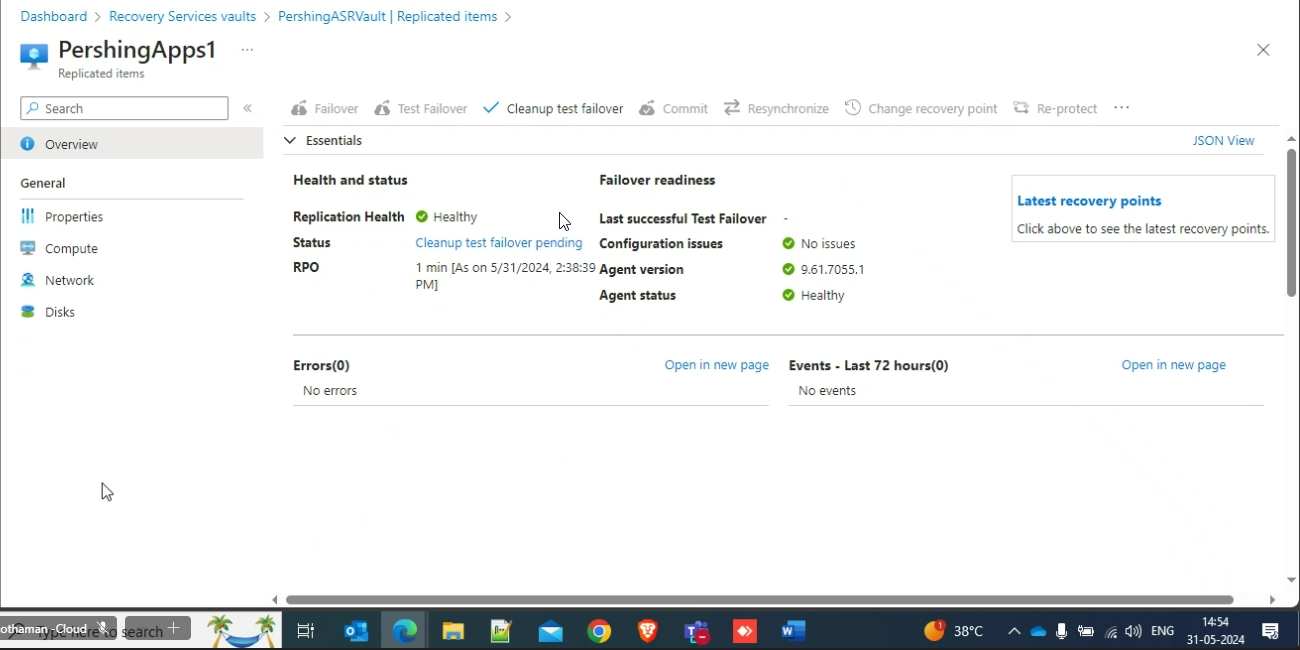 Dashboard > Recovery Services vaults > PershingASRVault | Replicated items >
PershingApps1 ...
Replicated items
Search «
Failover Test Failover Cleanup test failover Commit Resynchronize Change recovery point Re-protect ...
Overview
Essentials JSON View
General
Properties
Compute
Network
Disks
Health and status
Replication Health Healthy
Status Cleanup test failover pending
RPO 1 min [As on 5/31/2024, 2:38:39
PM]
Failover readiness
Last successful Test Failover -
Configuration issues No issues
Agent version 9.61.7055.1
Agent status Healthy
Latest recovery points
Click above to see the latest recovery points.
Errors(0) Open in new page
No errors
Events - Last 72 hours(0) Open in new page
No events
othaman -Cloud
Type here to search
1 38°C ENG 14:54
31-05-2024